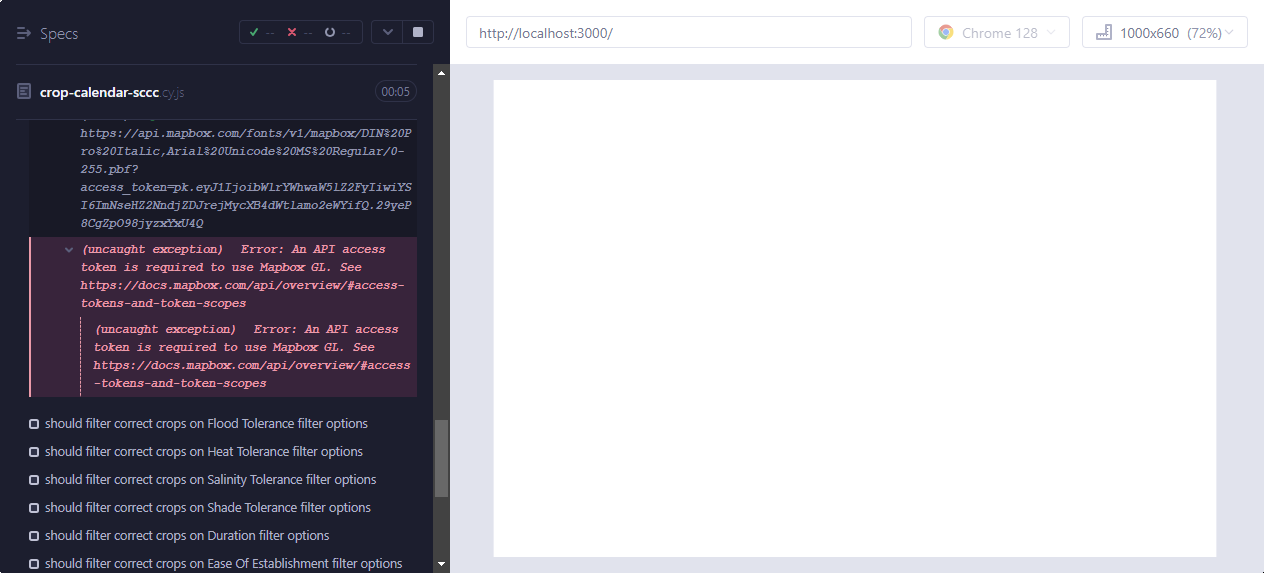 Specs
-- -- --
http://localhost:3000/
Chrome 128
1000x660 (72%)
crop-calendar-sccc.cy.js
00:05
https://api.mapbox.com/fonts/v1/mapbox/DIN%20P
ro%20Italic,Arial%20Unicode%20MS%20Regular/0-
255.pbf?
access_token=pk.eyJ1IjoibWlrYWhwaW5lZ2FyIiwiYS
I6ImNseHZ2NndjZDJrejMycXB4dWtlamo2eWYifQ.29yeP
8CgZpO98jyzxYxU4Q
(uncaught exception) Error: An API access
token is required to use Mapbox GL. See
https://docs.mapbox.com/api/overview/#access-
tokens-and-token-scopes
(uncaught exception) Error: An API access
token is required to use Mapbox GL. See
https://docs.mapbox.com/api/overview/#access
-tokens-and-token-scopes
should filter correct crops on Flood Tolerance filter options
should filter correct crops on Heat Tolerance filter options
should filter correct crops on Salinity Tolerance filter options
should filter correct crops on Shade Tolerance filter options
should filter correct crops on Duration filter options
should filter correct crops on Ease Of Establishment filter options